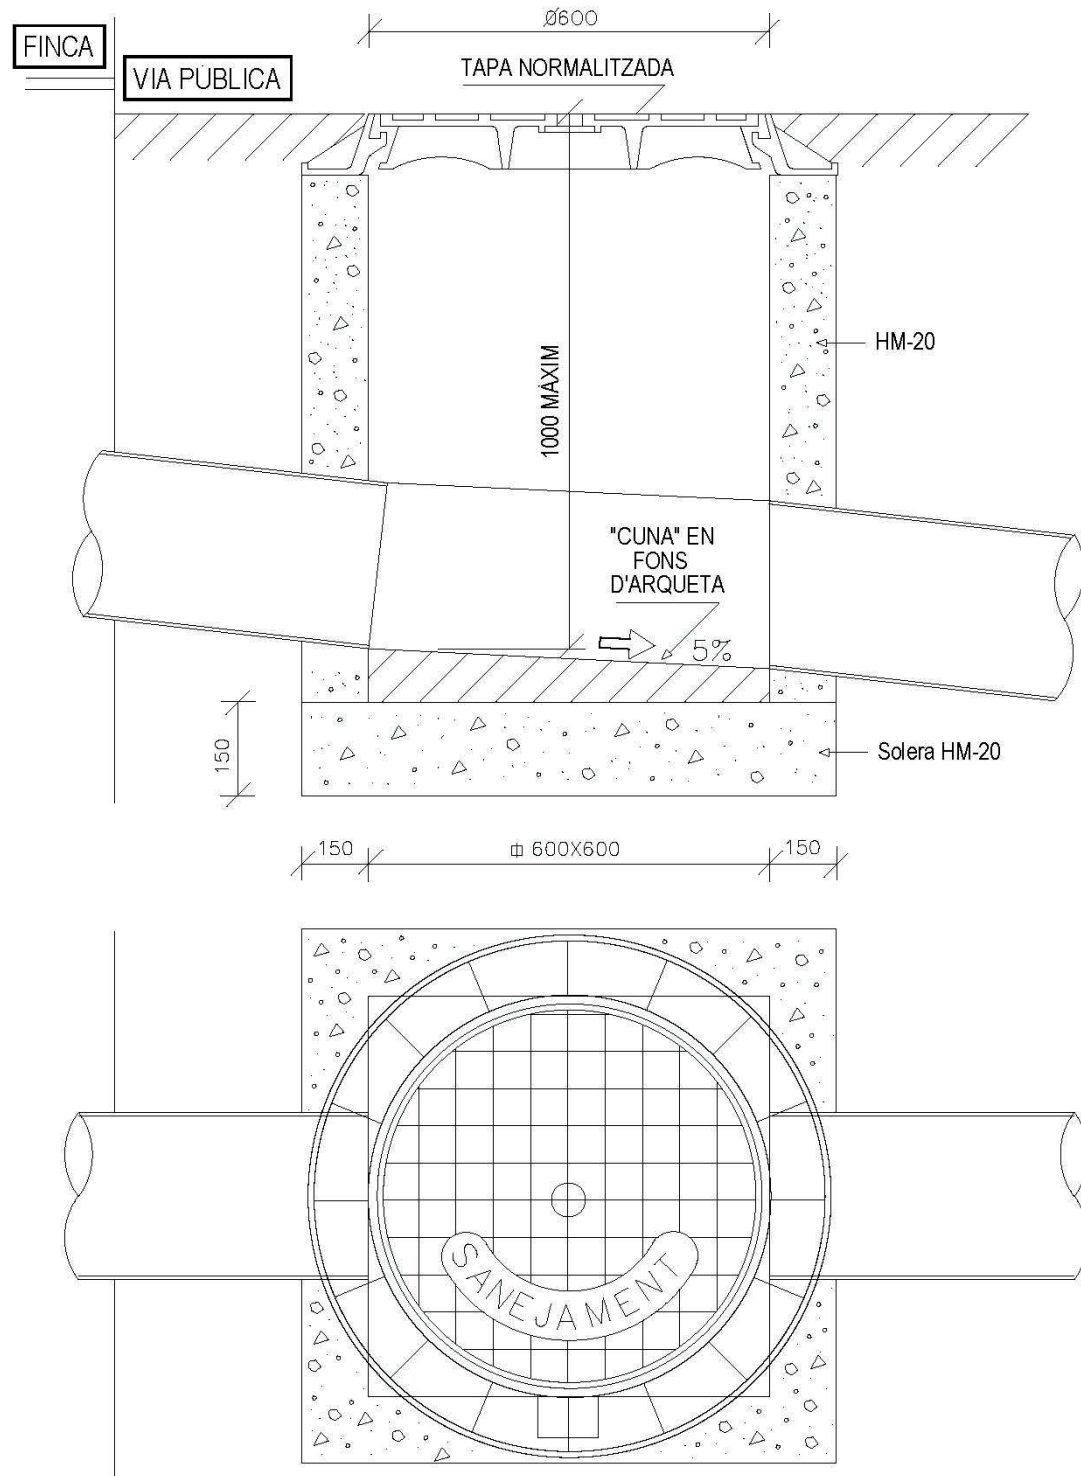 Ø600
FINCA
VIA PÚBLICA
TAPA NORMALITZADA
HM-20
1000 MÀXIM
"CUNA" EN
FONS
D'ARQUETA
5%
150
Solera HM-20
150
600X600
150
SANEJAMENT